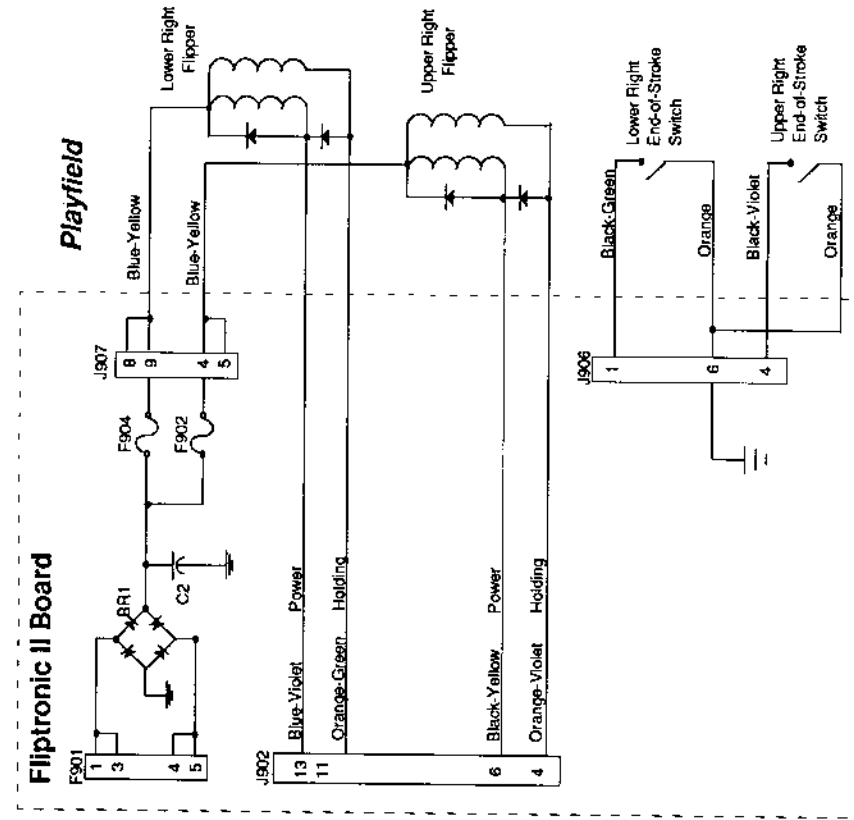 Fliptronic II Board
Playfield
F901
1
3
4
5
BR1
C2
F904
F902
J907
8
9
4
5
Blue-Yellow
Blue-Yellow
Lower Right
Flipper
Upper Right
Flipper
J902
13
11
6
4
Blue-Violet Power
Orange-Green Holding
Black-Yellow Power
Orange-Violet Holding
J906
1
6
4
Black-Green
Orange
Black-Violet
Orange
Lower Right
End-of-Stroke
Switch
Upper Right
End-of-Stroke
Switch